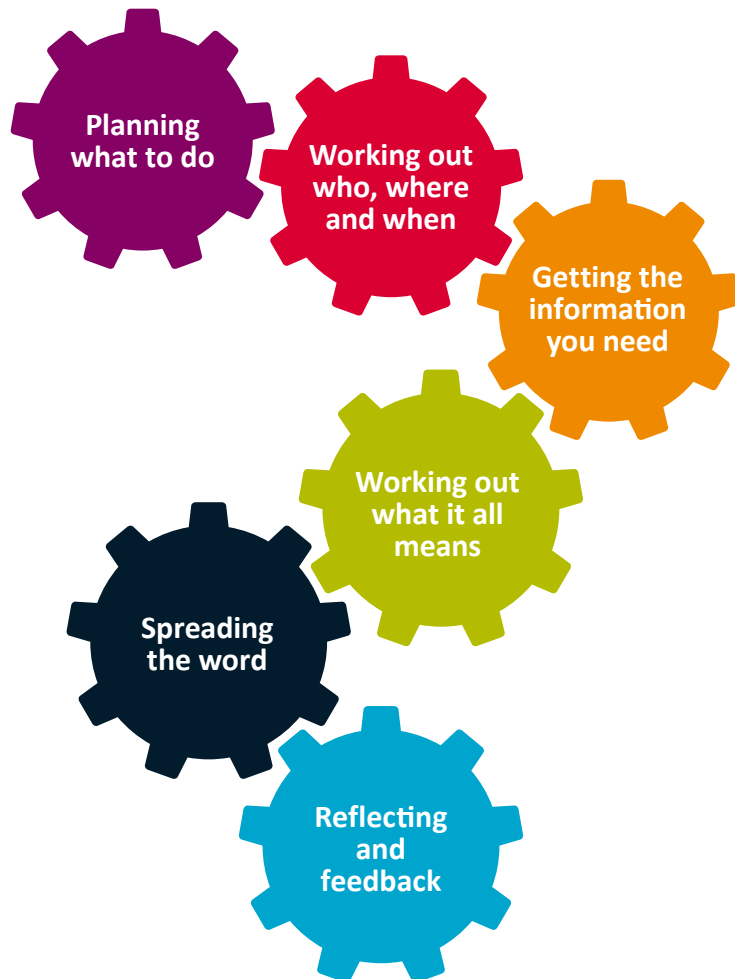 Planning
what to do
Working out
who, where
and when
Getting the
information
you need
Working out
what it all
means
Spreading
the word
Reflecting
and
feedback